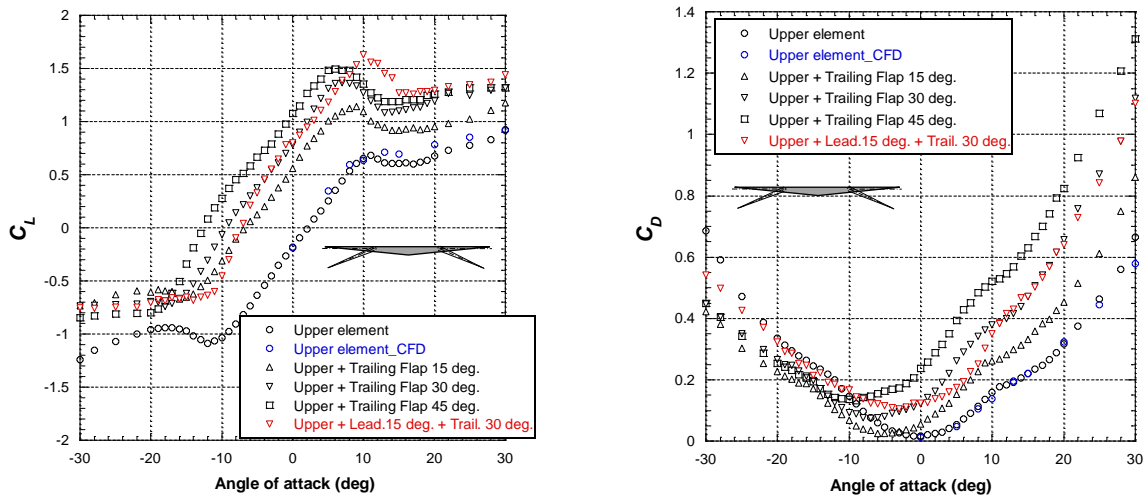 2
1.5
1
0.5
0
-0.5
-1
-1.5
-2
C_L
-30
-20
-10
0
10
20
30
Angle of attack (deg)
Upper element
Upper element_CFD
Upper + Trailing Flap 15 deg.
Upper + Trailing Flap 30 deg.
Upper + Trailing Flap 45 deg.
Upper + Lead.15 deg. + Trail. 30 deg.
1.4
1.2
1
0.8
0.6
0.4
0.2
0
C_D
-30
-20
-10
0
10
20
30
Angle of attack (deg)
Upper element
Upper element_CFD
Upper + Trailing Flap 15 deg.
Upper + Trailing Flap 30 deg.
Upper + Trailing Flap 45 deg.
Upper + Lead.15 deg. + Trail. 30 deg.